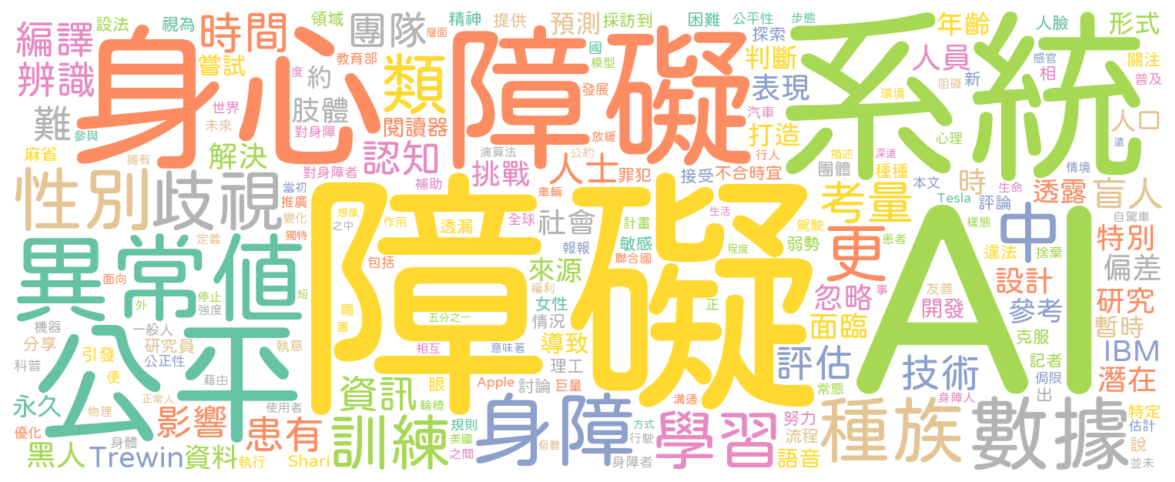 身心障礙
系統
障礙
AI
公平
異常值
性別
歧視
身障
學習
種族
數據
訓練
更
中
類
編譯
辨識
時間
團隊
難
肢體
認知
閱讀器
解決
嘗試
約
設法
視為
領域
精神
提供
採訪到
困難
公平性
步態
層面
教育部
國
模型
預測
探索
判斷
表現
年齡
人員
相
新
人臉
形式
感官
關注
阻礙
普及
環境
汽車
發展
放緩
度
世界
未來
對身障
參與
麻省
擁有
對身障者
補助
演算法
公約
挑戰
人士
罪犯
車輛
接受
不合時宜
打造
團體
行人
心理
人口
遠
種種
時
本文
生命
情境
深遠
描述
考量
透露
盲人
Tesla
評論
自駕車
特別
樣態
患者
駕駛
弱勢
違法
捨棄
偏差
設計
研究
友善
開發
事
忽略
參考
暫時
克服
記者
侷限
出
IBM
潛在
技術
評估
面臨
常態
身障人
當初
推廣
變化
獨特
想像
之中
作用
透漏
全球
社會
計畫
生活
報報
敏感
聯合國
程度
來源
權利
女性
正
情況
導致
意味著
理工
五分之一
相互
顯
置
包括
定義
面向
外
停止
強度
短
機器
一般人
分享
研究員
執意
引發
公正性
科普
便
藉由
永久
物理
正常人
使用者
優化
影響
患有
黑人
身體
Trewin
資料
執行
Shari
資訊
眼
輪椅
規則
美國
之間
Apple
巨量
討論
溝通
個體
方式
行駛
身障者
努力
流程
語音
特定
估計
說
並未